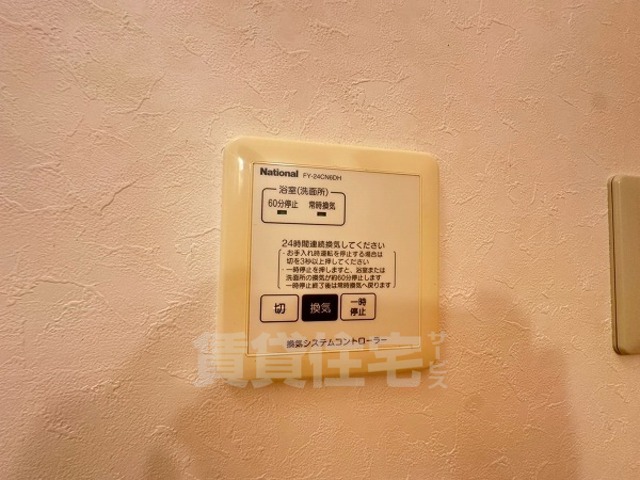 National FY-24CN6DH
浴室(洗面所)
60分停止 常時換気
24時間連続換気してください
・お手入れ時運転を停止する場合は
切を3秒以上押してください
・一時停止を押しますと、浴室または
洗面所の換気が約60分停止します
一時停止終了後は常時換気へ戻ります
切 換気 一時停止
換気システムコントローラー
賃貸住宅サービス